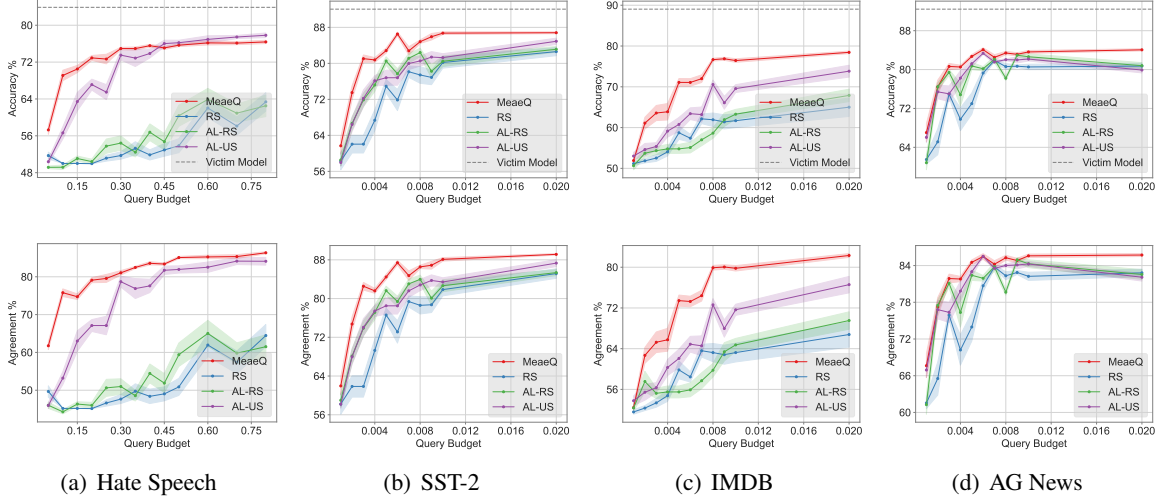 Accuracy %
80
72
64
56
48
0.15
0.30
0.45
0.60
0.75
Query Budget
MeaeQ
RS
AL-RS
AL-US
Victim Model
Accuracy %
88
80
72
64
56
0.004
0.008
0.012
0.016
0.020
Query Budget
MeaeQ
RS
AL-RS
AL-US
Victim Model
Accuracy %
90
80
70
60
50
0.004
0.008
0.012
0.016
0.020
Query Budget
MeaeQ
RS
AL-RS
AL-US
Victim Model
Accuracy %
88
80
72
64
0.004
0.008
0.012
0.016
0.020
Query Budget
MeaeQ
RS
AL-RS
AL-US
Victim Model
Agreement %
80
70
60
50
0.15
0.30
0.45
0.60
0.75
Query Budget
MeaeQ
RS
AL-RS
AL-US
Agreement %
88
80
72
64
56
0.004
0.008
0.012
0.016
0.020
Query Budget
MeaeQ
RS
AL-RS
AL-US
Agreement %
80
72
64
56
0.004
0.008
0.012
0.016
0.020
Query Budget
MeaeQ
RS
AL-RS
AL-US
Agreement %
84
78
72
66
60
0.004
0.008
0.012
0.016
0.020
Query Budget
MeaeQ
RS
AL-RS
AL-US
(a) Hate Speech
(b) SST-2
(c) IMDB
(d) AG News